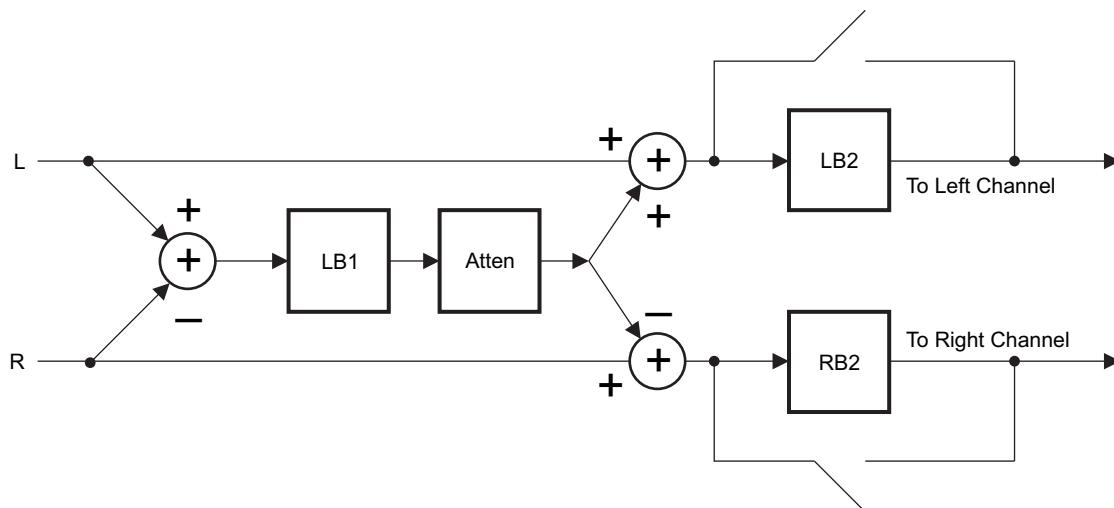 +
LB2
L
+
To Left Channel
+
+
+
LB1
Atten
−
−
To Right Channel
R
+
RB2
+